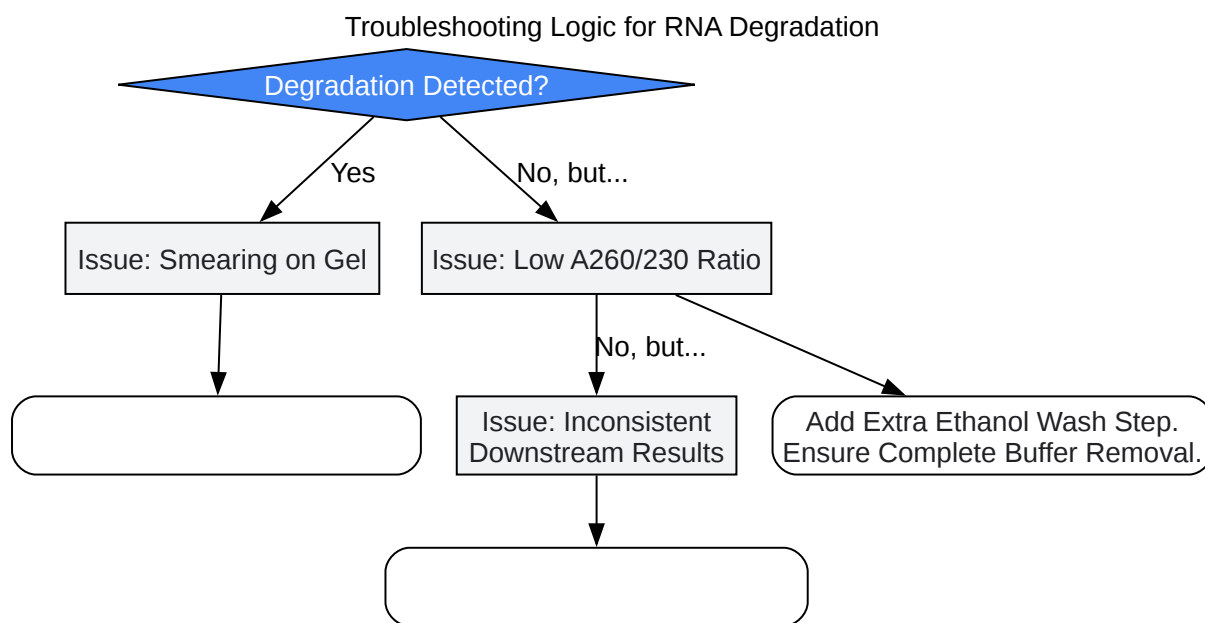 Troubleshooting Logic for RNA Degradation
Degradation Detected?
Yes
No, but...
Issue: Smearing on Gel
Issue: Low A260/230 Ratio
No, but...
Issue: Inconsistent
Downstream Results
Add Extra Ethanol Wash Step.
Ensure Complete Buffer Removal.